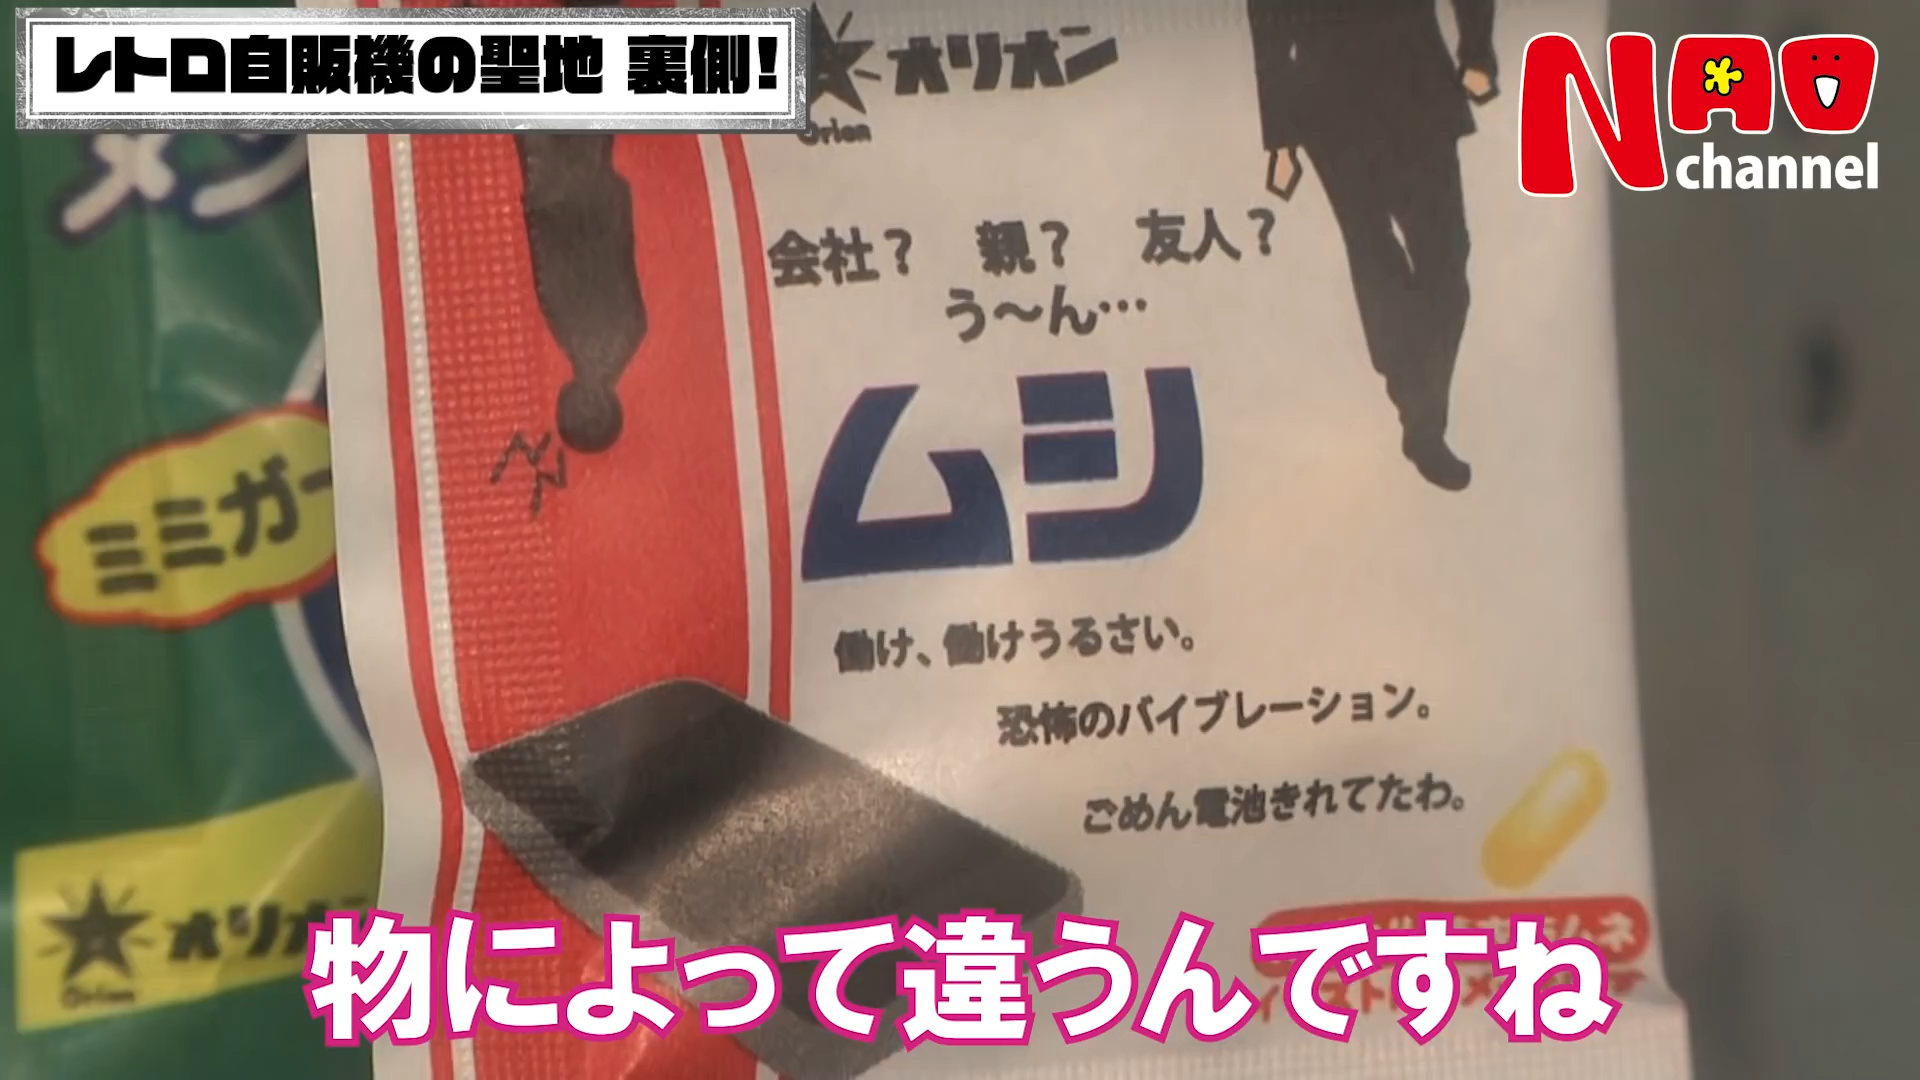 レトロ自販機の聖地 裏側!
NAO
channel
オリオン
Orion
会社? 親? 友人?
う〜ん…
ムシ
ミミガー
働け、働けうるさい。
恐怖のバイブレーション。
ごめん電池きれてたわ。
オリオン
Orion
物によって違うんですね